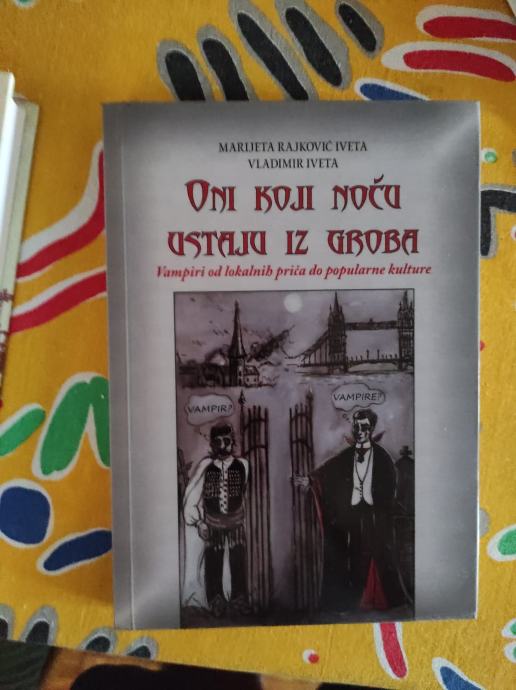 MARIJETA RAJKOVIĆ IVETA
VLADIMIR IVETA
ONI KOJI NOĆU
USTAJU IZ GROBA
Vampiri od lokalnih priča do popularne kulture
VAMPIR?
VAMPIRE?